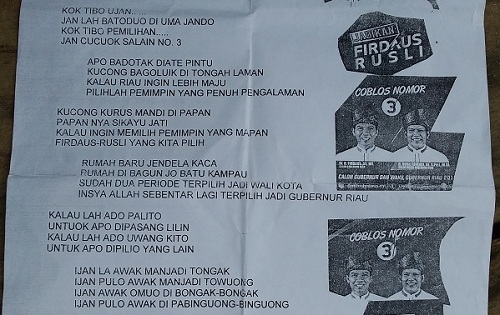 KOK TIBO UJAN.....
JAN LAH BATODUO DI UMA JANDO
KOK TIBO PEMILIHAN.....
JAN CUCUOK SALAIN NO. 3
APO BADOTAK DIATE PINTU
KUCONG BAGOLUIK DI TONGAH LAMAN
KALAU RIAU INGIN LEBIH MAJU
PILIHLAH PEMIMPIN YANG PENUH PENGALAMAN
KUCONG KURUS MANDI DI PAPAN
PAPAN NYA SIKAYU JATI
KALAU INGIN MEMILIH PEMIMPIN YANG MAPAN
FIRDAUS-RUSLI YANG KITA PILIH
RUMAH BARU JENDELA KACA
RUMAH DI BAGUN JO BATU KAMPAU
SUDAH DUA PERIODE TERPILIH JADI WALI KOTA
INSYA ALLAH SEBENTAR LAGI TERPILIH JADI GUBERNUR RIAU
KALAU LAH ADO PALITO
UNTUOK APO DIPASANG LILIN
KALAU LAH ADO UWANG KITO
UNTUK APO DIPILIO YANG LAIN
IJAN LA AWAK MANJADI TONGAK
IJAN PULO AWAK MANJADI TOWUONG
IJAN AWAK OMUO DI BONGAK-BONGAK
IJAN PULO AWAK DI PABINGUONG-BINGUONG
FIRDAUS
RUSLI
COBLOS NOMOR
3
CALON GUBERNUR DAN WAKIL GUBERNUR RIAU
COBLOS NOMOR
3